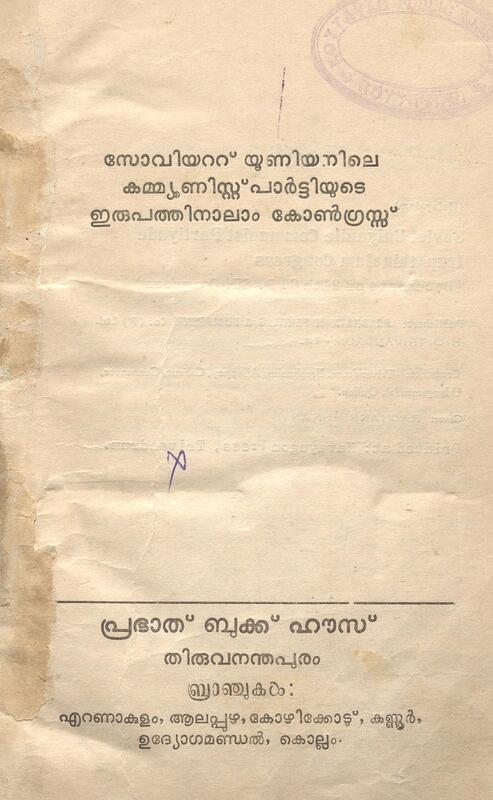 സോവിയററ് യൂണിയനിലെ
കമ്മ്യൂണിസ്റ്റ്പാർട്ടിയുടെ
ഇരുപത്തിനാലാം കോൺഗ്രസ്സ്
പ്രഭാത് ബുക്ക് ഹൗസ്
തിരുവനന്തപുരം
ബ്രാഞ്ചുകൾ:
എറണാകുളം, ആലപ്പുഴ, കോഴിക്കോട്, കണ്ണൂർ,
ഉദ്യോഗമണ്ഡൽ, കൊല്ലം.